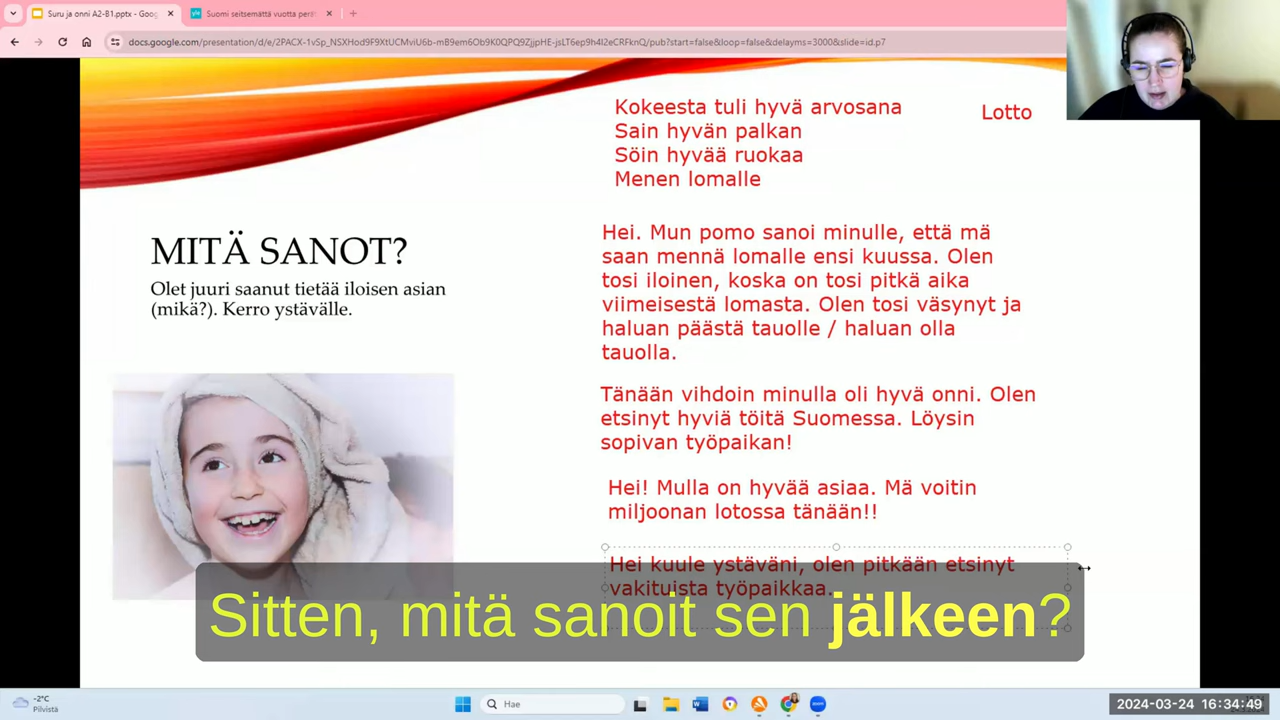 Suru ja onni A2-B1.pptx - Goog
Suomi seitsemättä vuotta perä
docs.google.com/presentation/d/e/2PACX-1vSp_NSXHod9F9XtUCMviU6b-mB9em6Ob9K0QPQ9ZjjpHE-jsLT6ep9h4l2eCRFknQ/pub?start=false&loop=false&delayms=3000&slide=id.p7
Kokeesta tuli hyvä arvosana
Sain hyvän palkan
Söin hyvää ruokaa
Menen lomalle
Lotto
MITÄ SANOT?
Olet juuri saanut tietää iloisen asian
(mikä?). Kerro ystävälle.
Hei. Mun pomo sanoi minulle, että mä
saan mennä lomalle ensi kuussa. Olen
tosi iloinen, koska on tosi pitkä aika
viimeisestä lomasta. Olen tosi väsynyt ja
haluan päästä tauolle / haluan olla
tauolla.
Tänään vihdoin minulla oli hyvä onni. Olen
etsinyt hyviä töitä Suomessa. Löysin
sopivan työpaikan!
Hei! Mulla on hyvää asiaa. Mä voitin
miljoonan lotossa tänään!!
Hei kuule ystäväni, olen pitkään etsinyt
vakituista työpaikkaa.
Sitten, mitä sanoit sen jälkeen?
-2°C
Pilvistä
Hae
2024-03-24 16:34:49